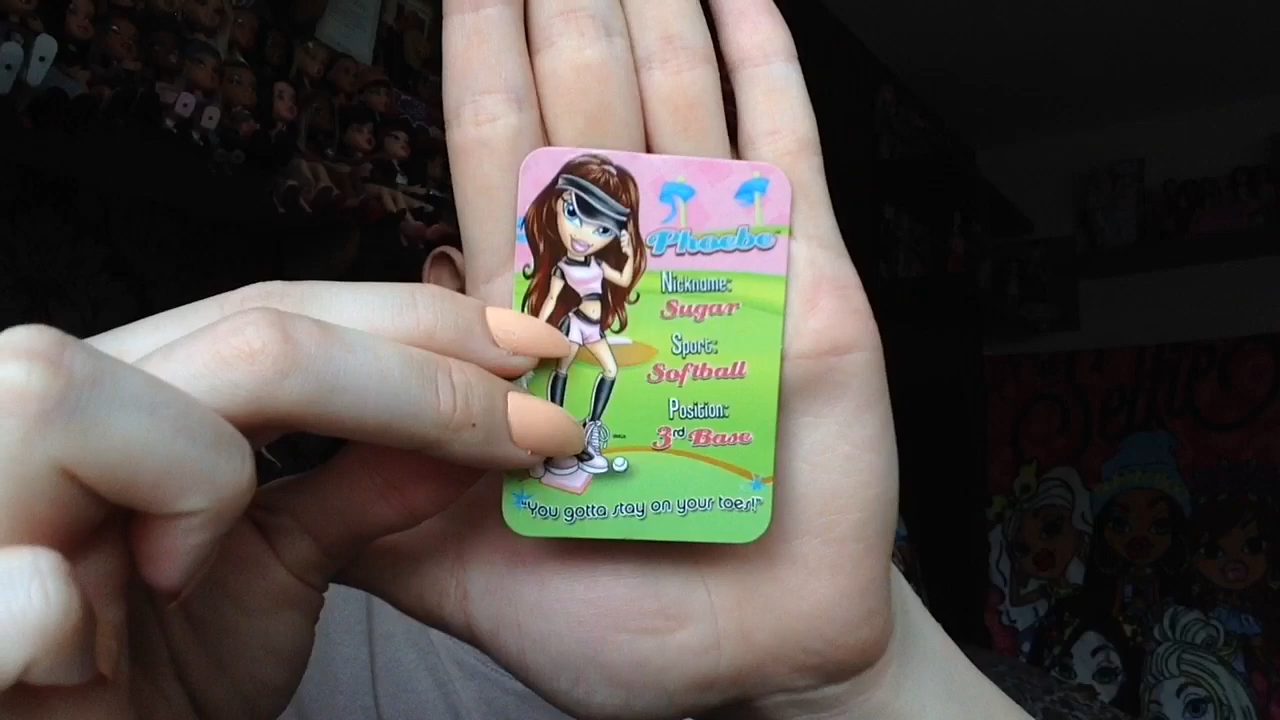 Phoebe
Nickname:
Sugar
Sport:
Softball
Position:
3rd Base
"You gotta stay on your toes!"